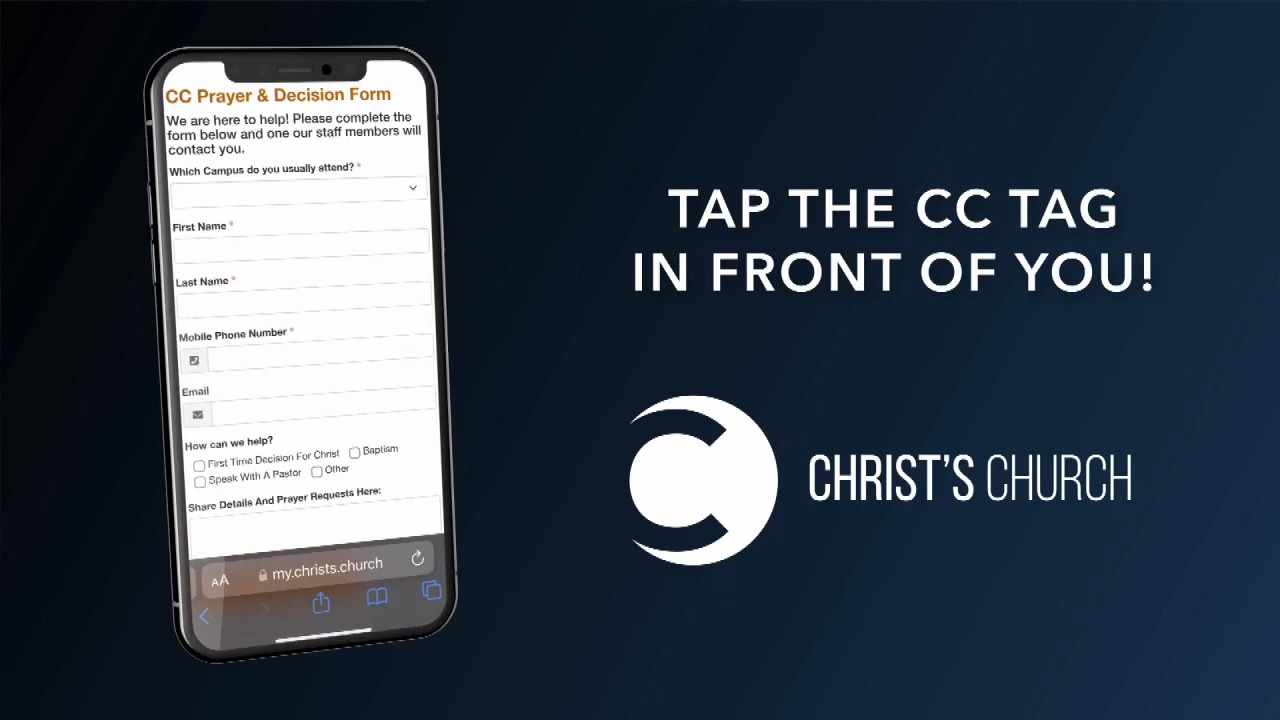 CC Prayer & Decision Form
We are here to help! Please complete the
form below and one our staff members will
contact you.
Which Campus do you usually attend? *
First Name *
Last Name *
Mobile Phone Number *
Email
How can we help?
First Time Decision For Christ Baptism
Speak With A Pastor Other
Share Details And Prayer Requests Here:
AA my.christs.church
TAP THE CC TAG
IN FRONT OF YOU!
CHRIST'S CHURCH